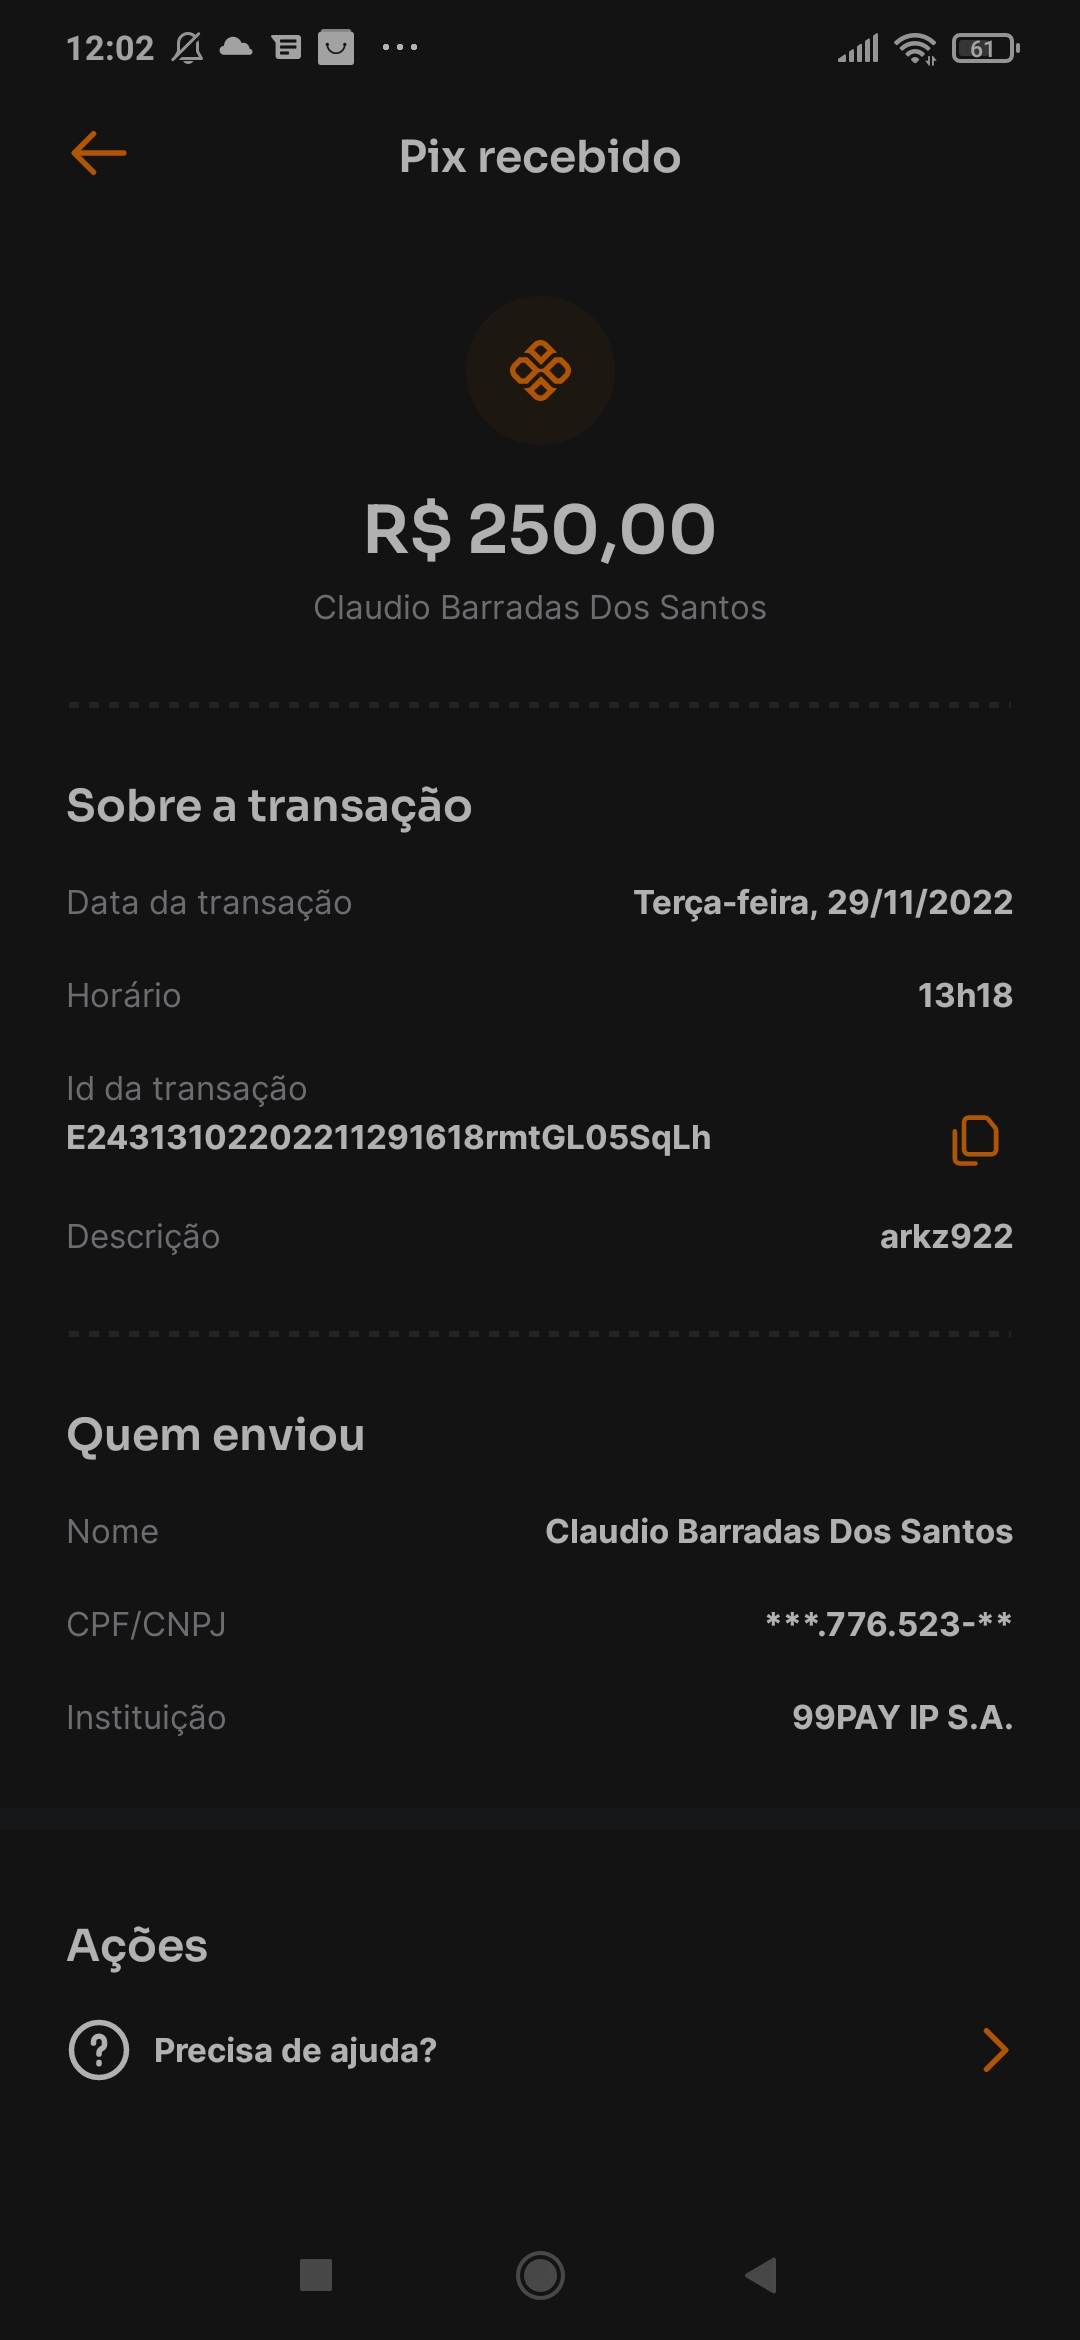 12:02
61
Pix recebido
R$ 250,00
Claudio Barradas Dos Santos
Sobre a transação
Data da transação Terça-feira, 29/11/2022
Horário 13h18
Id da transação
E24313102202211291618rmtGL05SqLh
Descrição arkz922
Quem enviou
Nome Claudio Barradas Dos Santos
CPF/CNPJ ***.776.523-**
Instituição 99PAY IP S.A.
Ações
Precisa de ajuda?